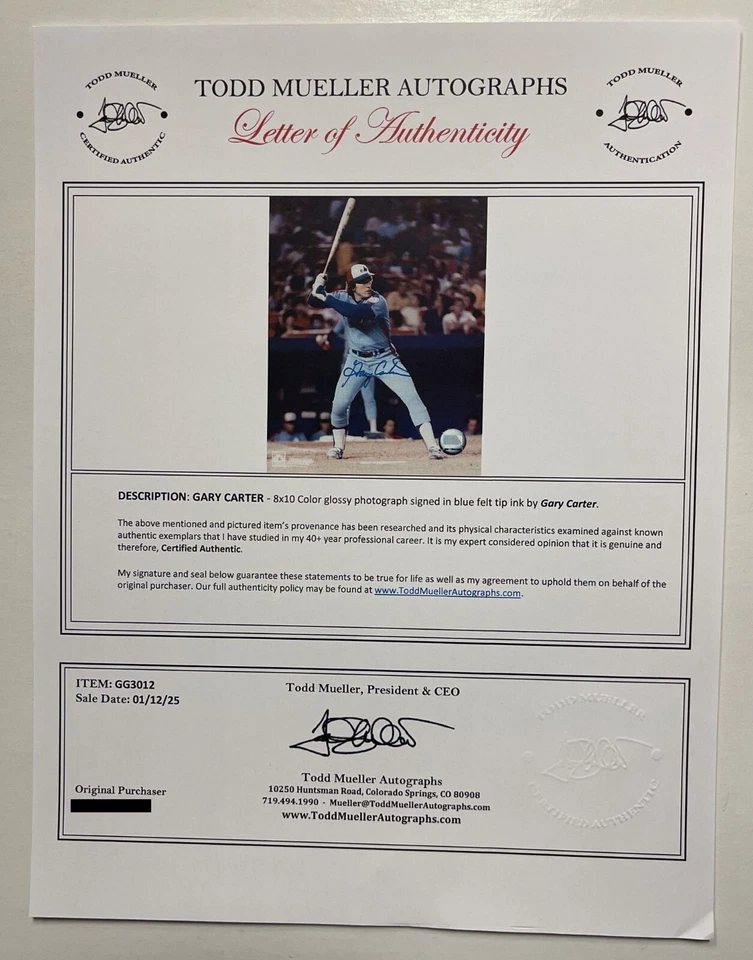 TODD MUELLER
CERTIFIED AUTHENTIC
TODD MUELLER AUTOGRAPHS
Letter of Authenticity
TODD MUELLER
AUTHENTICATION
Gary Carter
DESCRIPTION: GARY CARTER - 8x10 Color glossy photograph signed in blue felt tip ink by Gary Carter.
The above mentioned and pictured item's provenance has been researched and its physical characteristics examined against known
authentic exemplars that I have studied in my 40+ year professional career. It is my expert considered opinion that it is genuine and
therefore, Certified Authentic.
My signature and seal below guarantee these statements to be true for life as well as my agreement to uphold them on behalf of the
original purchaser. Our full authenticity policy may be found at www.ToddMuellerAutographs.com.
ITEM: GG3012
Sale Date: 01/12/25
Todd Mueller, President & CEO
Original Purchaser
Todd Mueller Autographs
10250 Huntsman Road, Colorado Springs, CO 80908
719.494.1990 - Mueller@ToddMuellerAutographs.com
www.ToddMuellerAutographs.com
TODD MUELLER
CERTIFIED AUTHENTIC